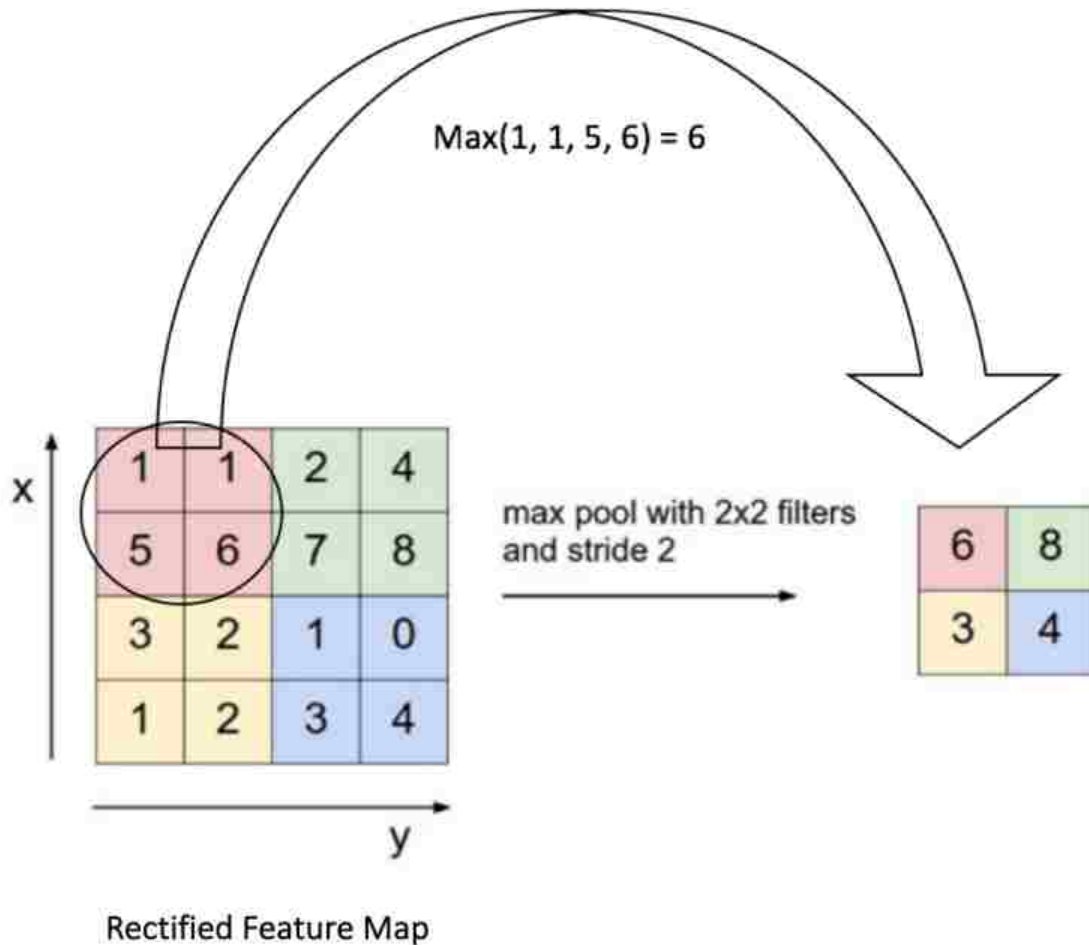 Max(1, 1, 5, 6) = 6
x
1 1 2 4
5 6 7 8
3 2 1 0
1 2 3 4
y
max pool with 2x2 filters
and stride 2
6 8
3 4
Rectified Feature Map